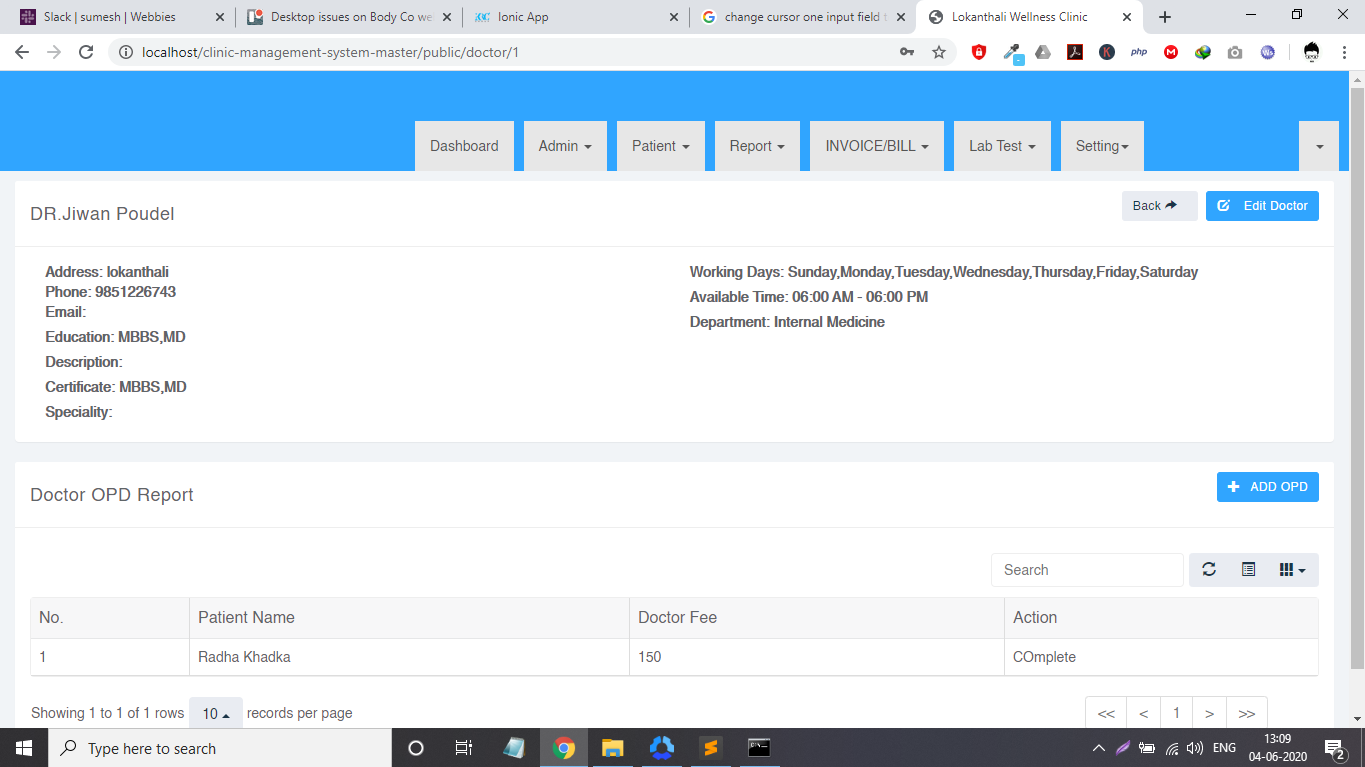 Slack | sumesh | Webbies
Desktop issues on Body Co we
Ionic App
change cursor one input field t
Lokanthali Wellness Clinic
localhost/clinic-management-system-master/public/doctor/1
php
Dashboard
Admin
Patient
Report
INVOICE/BILL
Lab Test
Setting
DR.Jiwan Poudel
Back
Edit Doctor
Address: lokanthali
Phone: 9851226743
Email:
Education: MBBS,MD
Description:
Certificate: MBBS,MD
Speciality:
Working Days: Sunday,Monday,Tuesday,Wednesday,Thursday,Friday,Saturday
Available Time: 06:00 AM - 06:00 PM
Department: Internal Medicine
Doctor OPD Report
ADD OPD
Search
No. Patient Name Doctor Fee Action
1 Radha Khadka 150 COmplete
Showing 1 to 1 of 1 rows 10 records per page
<< < 1 > >>
Type here to search
ENG
13:09
04-06-2020
2